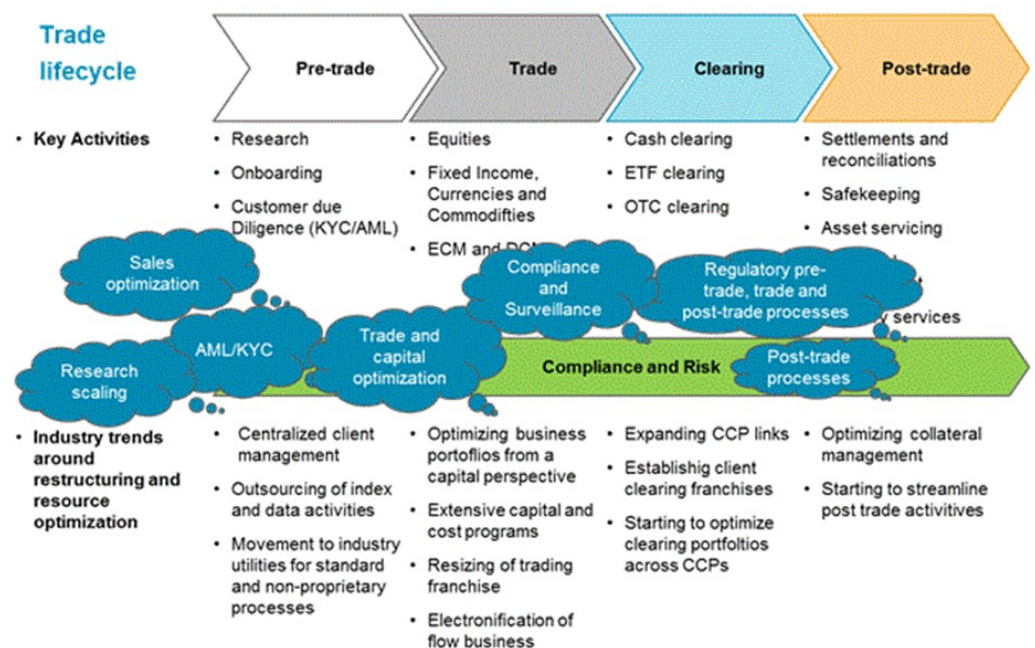 Trade
lifecycle
Pre-trade
Trade
Clearing
Post-trade
• Key Activities
• Research
• Onboarding
• Customer due
Diligence (KYC/AML)
• Equities
• Fixed Income,
Currencies and
Commodifties
• ECM and
• Cash clearing
• ETF clearing
• OTC clearing
• Settlements and
reconciliations
• Safekeeping
• Asset servicing
services
Sales
optimization
AML/KYC
Research
scaling
Trade and
capital
optimization
Compliance
and
Surveillance
Regulatory pre-
trade, trade and
post-trade processes
Compliance and Risk
Post-trade
processes
• Industry trends
around
restructuring and
resource
optimization
• Centralized client
management
• Outsourcing of index
and data activities
• Movement to industry
utilities for standard
and non-proprietary
processes
• Optimizing business
portoflios from a
capital perspective
• Extensive capital and
cost programs
• Resizing of trading
franchise
• Electronification of
flow business
• Expanding CCP links
• Establishig client
clearing franchises
• Starting to optimize
clearing portfoltios
across CCPs
• Optimizing collateral
management
• Starting to streamline
post trade activitives